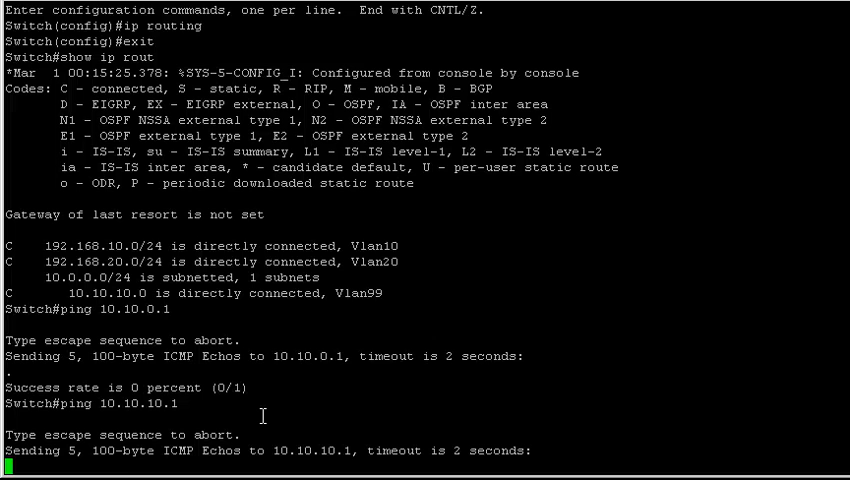 Enter configuration commands, one per line.  End with CNTL/Z.
Switch(config)#ip routing
Switch(config)#exit
Switch#show ip rout
*Mar  1 00:15:25.378: %SYS-5-CONFIG_I: Configured from console by console
Codes: C - connected, S - static, R - RIP, M - mobile, B - BGP
       D - EIGRP, EX - EIGRP external, O - OSPF, IA - OSPF inter area
       N1 - OSPF NSSA external type 1, N2 - OSPF NSSA external type 2
       E1 - OSPF external type 1, E2 - OSPF external type 2
       i - IS-IS, su - IS-IS summary, L1 - IS-IS level-1, L2 - IS-IS level-2
       ia - IS-IS inter area, * - candidate default, U - per-user static route
       o - ODR, P - periodic downloaded static route
Gateway of last resort is not set
C    192.168.10.0/24 is directly connected, Vlan10
C    192.168.20.0/24 is directly connected, Vlan20
     10.0.0.0/24 is subnetted, 1 subnets
C       10.10.10.0 is directly connected, Vlan99
Switch#ping 10.10.0.1
Type escape sequence to abort.
Sending 5, 100-byte ICMP Echos to 10.10.0.1, timeout is 2 seconds:
.
Success rate is 0 percent (0/1)
Switch#ping 10.10.10.1
Type escape sequence to abort.
Sending 5, 100-byte ICMP Echos to 10.10.10.1, timeout is 2 seconds: